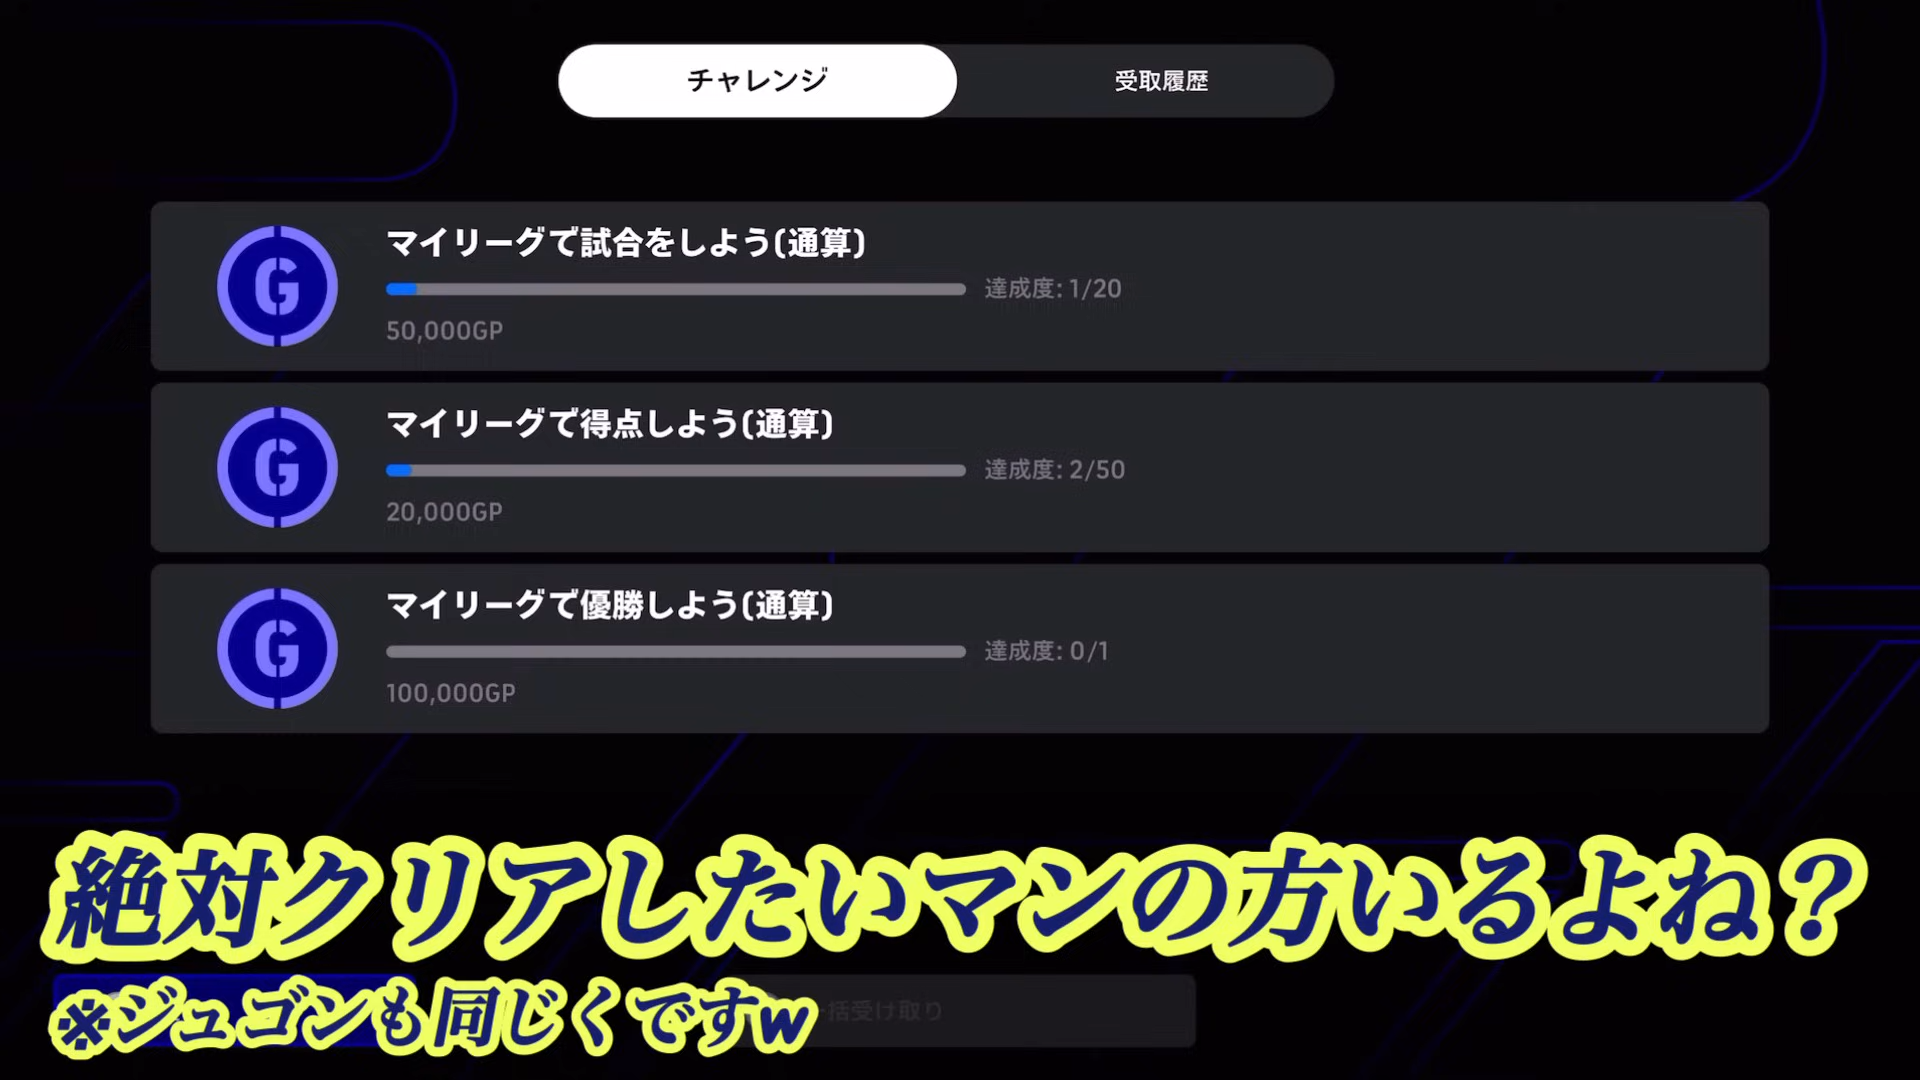 チャレンジ
受取履歴
マイリーグで試合をしよう(通算)
達成度: 1/20
50,000GP
マイリーグで得点しよう(通算)
達成度: 2/50
20,000GP
マイリーグで優勝しよう(通算)
達成度: 0/1
100,000GP
絶対クリアしたいマンの方いるよね？
※ジュゴンも同じくですw
括受け取り